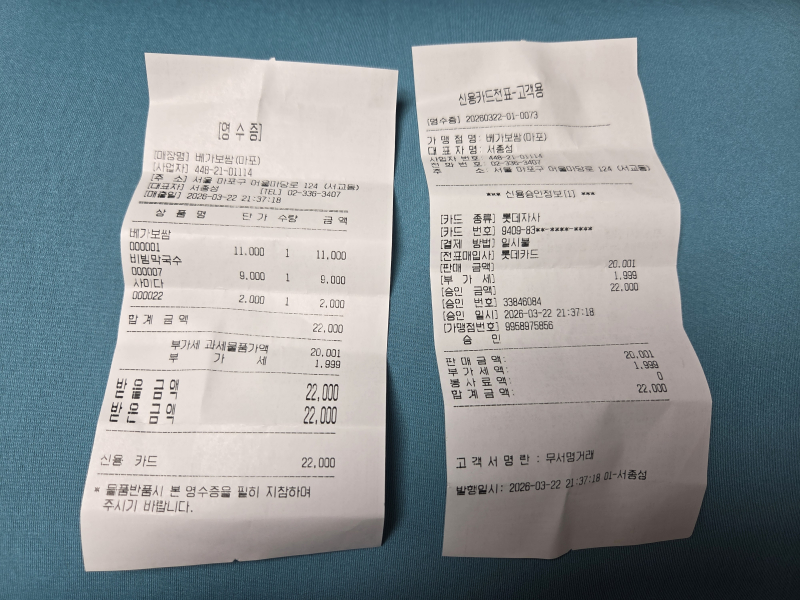 [영 수 증]
[매장명] 베가보쌈(마포)
[사업자] 448-21-01114
[주 소] 서울 마포구 어울마당로 124 (서교동)
[대표자] 서총성 [TEL] 02-336-3407
[매출일] 2026-03-22 21:37:18
상 품 명 단 가 수량 금 액
베가보쌈
000001 11,000 1 11,000
비빔막국수
000007 9,000 1 9,000
사이다
000022 2,000 1 2,000
합 계 금 액 22,000
부가세 과세물품가액 20,001
부 가 세 1,999
받을 금액 22,000
받은 금액 22,000
신용 카드 22,000
* 물품반품시 본 영수증을 필히 지참하여
주시기 바랍니다.
신용카드전표-고객용
[영수증] 20260322-01-0073
가 맹 점 명: 베가보쌈(마포)
대 표 자 명: 서총성
사업자 번호: 448-21-01114
전 화 번 호: 02-336-3407
주 소: 서울 마포구 어울마당로 124 (서교동)
*** 신용승인정보[1] ***
[카드 종류] 롯데자사
[카드 번호] 9409-83**-****-****
[결제 방법] 일시불
[전표매입사] 롯데카드
[판매 금액] 20,001
[부 가 세] 1,999
[승인 금액] 22,000
[승인 번호] 33846084
[승인 일시] 2026-03-22 21:37:18
[가맹점번호] 9958975856
승 인
판 매 금 액: 20,001
부 가 세 액: 1,999
봉 사 료 액: 0
합 계 금 액: 22,000
고 객 서 명 란 : 무서명거래
발행일시: 2026-03-22 21:37:18 01-서총성